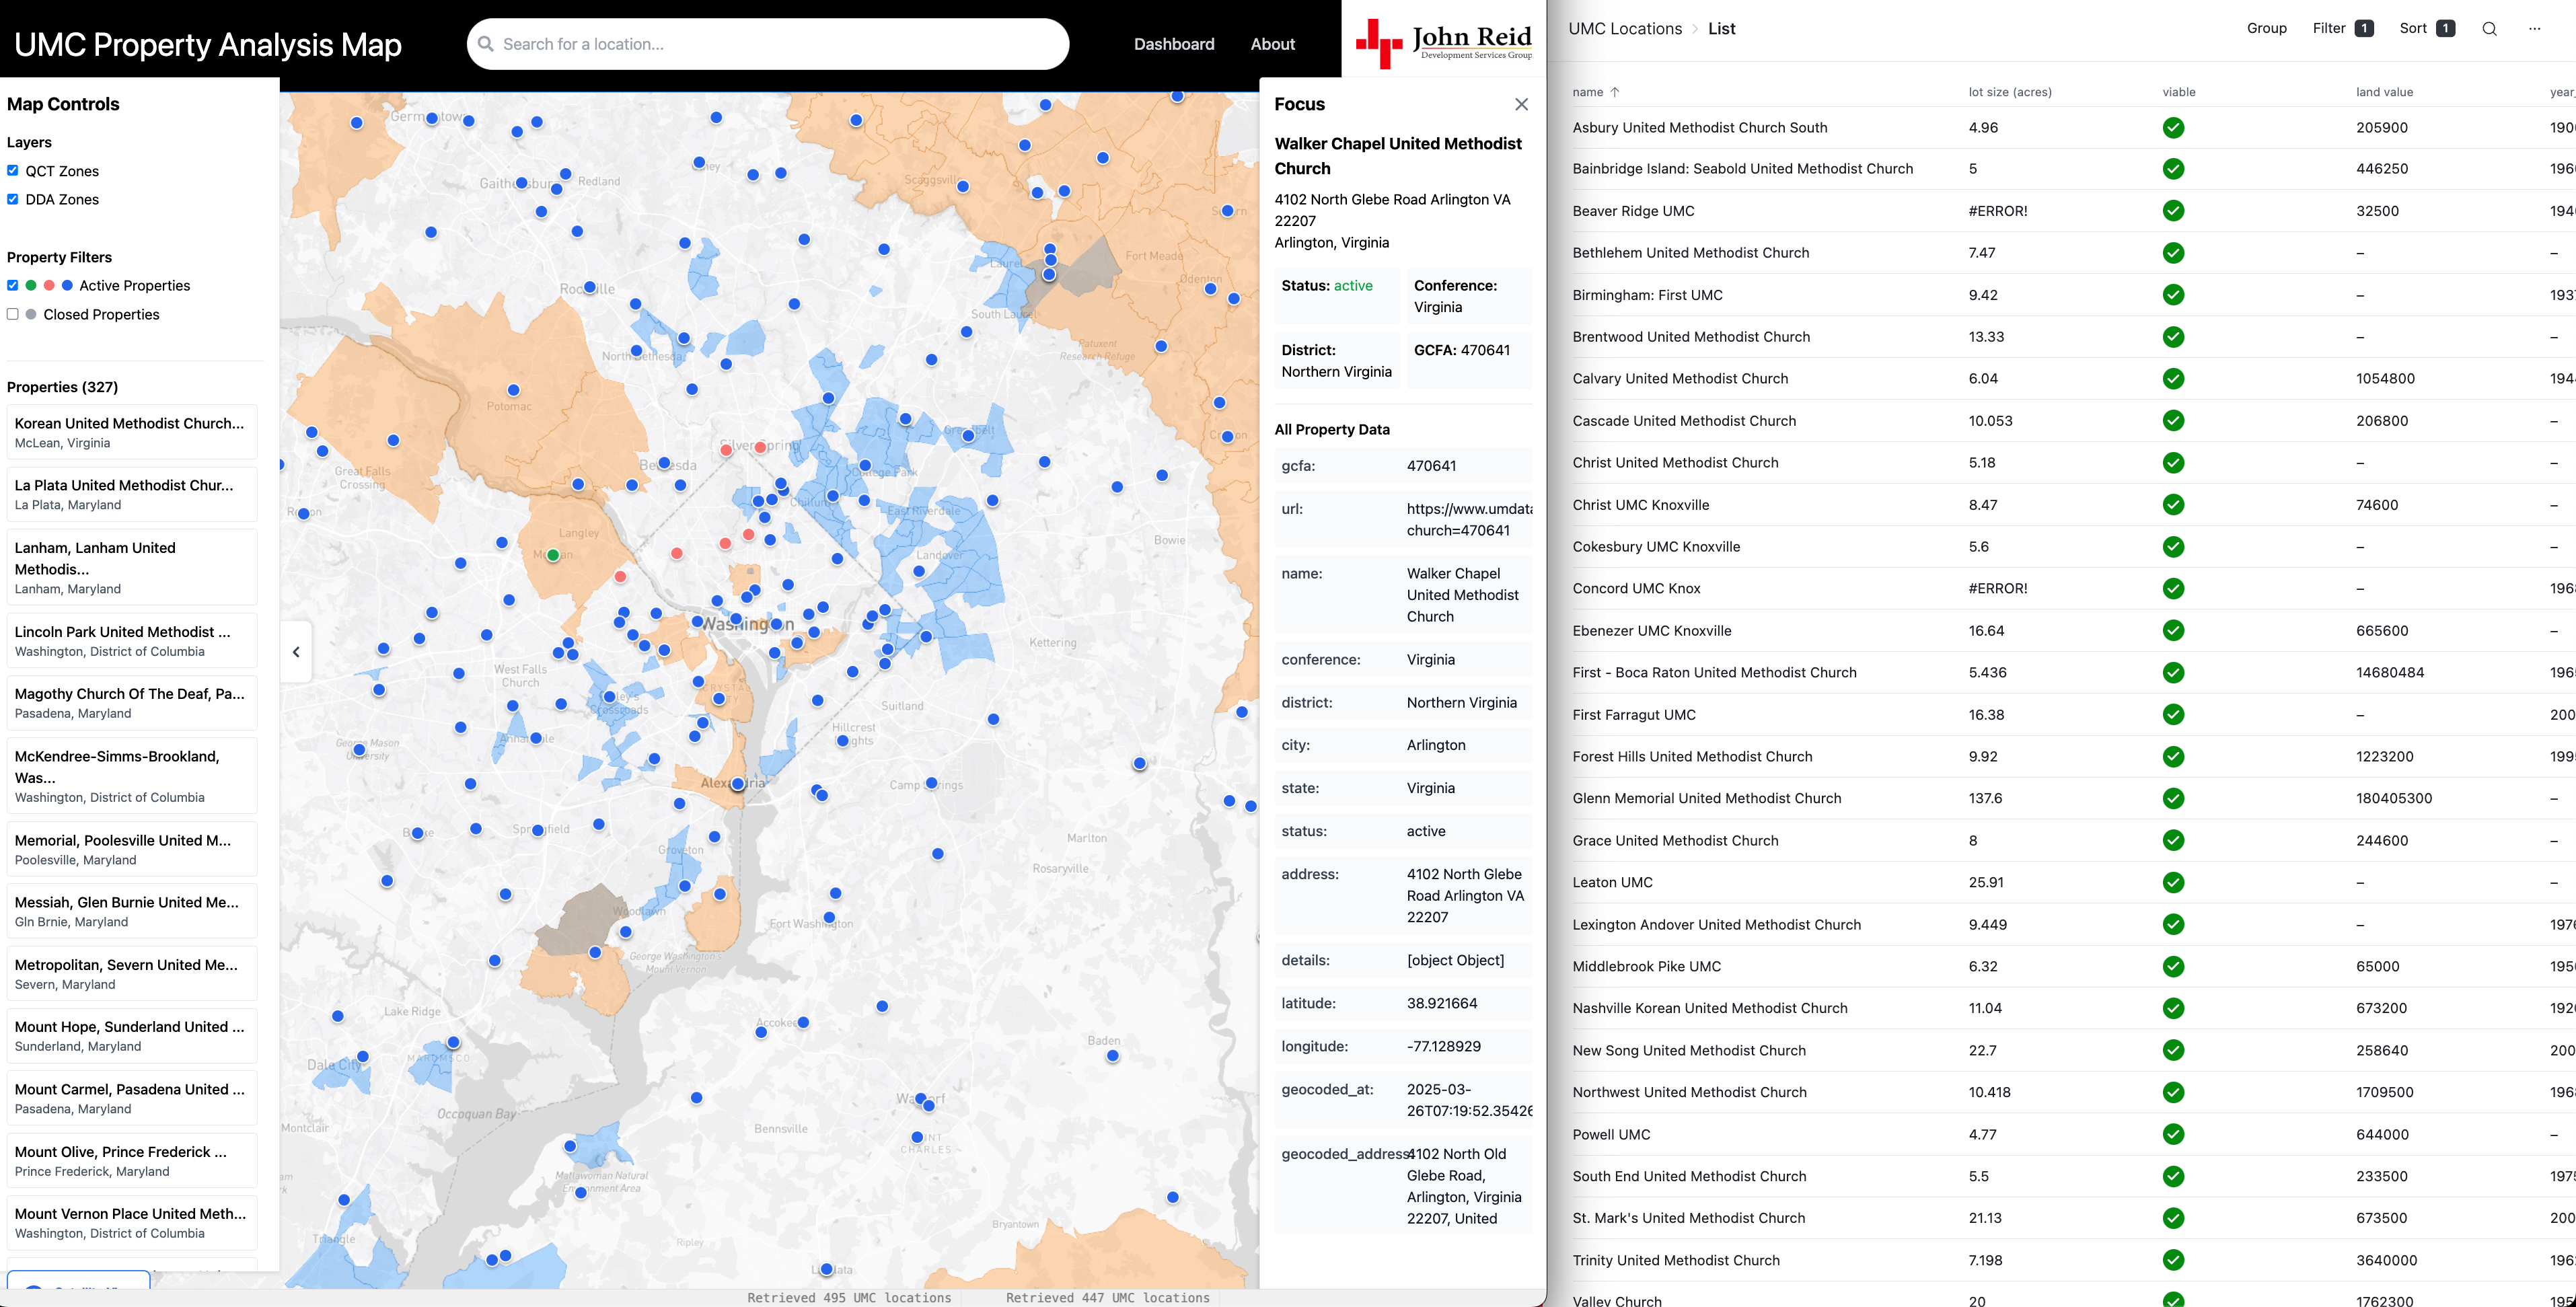 UMC Property Analysis Map
Search for a location...
Dashboard
About
John Reid
Development Services Group
Map Controls
Layers
QCT Zones
DDA Zones
Property Filters
Active Properties
Closed Properties
Properties (327)
Korean United Methodist Church...
McLean, Virginia
La Plata United Methodist Chur...
La Plata, Maryland
Lanham, Lanham United
Methodis...
Lanham, Maryland
Lincoln Park United Methodist ...
Washington, District of Columbia
Magothy Church Of The Deaf, Pa...
Pasadena, Maryland
McKendree-Simms-Brookland,
Was...
Washington, District of Columbia
Memorial, Poolesville United M...
Poolesville, Maryland
Messiah, Glen Burnie United Me...
Gln Brnie, Maryland
Metropolitan, Severn United Me...
Severn, Maryland
Mount Hope, Sunderland United ...
Sunderland, Maryland
Mount Carmel, Pasadena United ...
Pasadena, Maryland
Mount Olive, Prince Frederick ...
Prince Frederick, Maryland
Mount Vernon Place United Meth...
Washington, District of Columbia
Redland
Scaggsville
Fort Meade
Laurel
South Laurel
Patuxent
Research Refuge
North Bethesda
Potomac
Great Falls
Crossing
Silver Spring
College Park
Chillum
East Riverdale
Langley
Landover
Bowie
Washington
Kettering
West Falls
Church
CRYSTAL
CITY
Suitland
Hillcrest
Heights
George Mason
University
Annandale
Alexandria
Camp Springs
Springfield
Marlton
Groveton
Rosaryville
Woodlawn
Fort Washington
George Washington's
Mount Vernon
Lake Ridge
Accokeek
Baden
Dale City
MARUMSCO
Occoquan Bay
Montclair
Bennsville
SAINT
CHARLES
Mattawoman Natural
Environment Area
Bryantown
Triangle
Ripley
Retrieved 495 UMC locations
Retrieved 447 UMC locations
Focus
Walker Chapel United Methodist
Church
4102 North Glebe Road Arlington VA
22207
Arlington, Virginia
Status: active
Conference:
Virginia
District:
Northern Virginia
GCFA: 470641
All Property Data
gcfa: 470641
url: https://www.umdata
church=470641
name: Walker Chapel
United Methodist
Church
conference: Virginia
district: Northern Virginia
city: Arlington
state: Virginia
status: active
address: 4102 North Glebe
Road Arlington VA
22207
details: [object Object]
latitude: 38.921664
longitude: -77.128929
geocoded_at: 2025-03-
26T07:19:52.35426
geocoded_address: 4102 North Old
Glebe Road,
Arlington, Virginia
22207, United
UMC Locations > List
Group
Filter 1
Sort 1
name ↑ lot size (acres) viable land value year_
Asbury United Methodist Church South 4.96 205900 190
Bainbridge Island: Seabold United Methodist Church 5 446250 196
Beaver Ridge UMC #ERROR! 32500 194
Bethlehem United Methodist Church 7.47 – –
Birmingham: First UMC 9.42 – 193
Brentwood United Methodist Church 13.33 – –
Calvary United Methodist Church 6.04 1054800 194
Cascade United Methodist Church 10.053 206800 –
Christ United Methodist Church 5.18 – –
Christ UMC Knoxville 8.47 74600 –
Cokesbury UMC Knoxville 5.6 – –
Concord UMC Knox #ERROR! – 196
Ebenezer UMC Knoxville 16.64 665600 –
First - Boca Raton United Methodist Church 5.436 14680484 196
First Farragut UMC 16.38 – 200
Forest Hills United Methodist Church 9.92 1223200 199
Glenn Memorial United Methodist Church 137.6 180405300 –
Grace United Methodist Church 8 244600 –
Leaton UMC 25.91 – –
Lexington Andover United Methodist Church 9.449 – 197
Middlebrook Pike UMC 6.32 65000 195
Nashville Korean United Methodist Church 11.04 673200 192
New Song United Methodist Church 22.7 258640 200
Northwest United Methodist Church 10.418 1709500 196
Powell UMC 4.77 644000 –
South End United Methodist Church 5.5 233500 197
St. Mark's United Methodist Church 21.13 673500 200
Trinity United Methodist Church 7.198 3640000 196
Valley Church 20 1762300 195